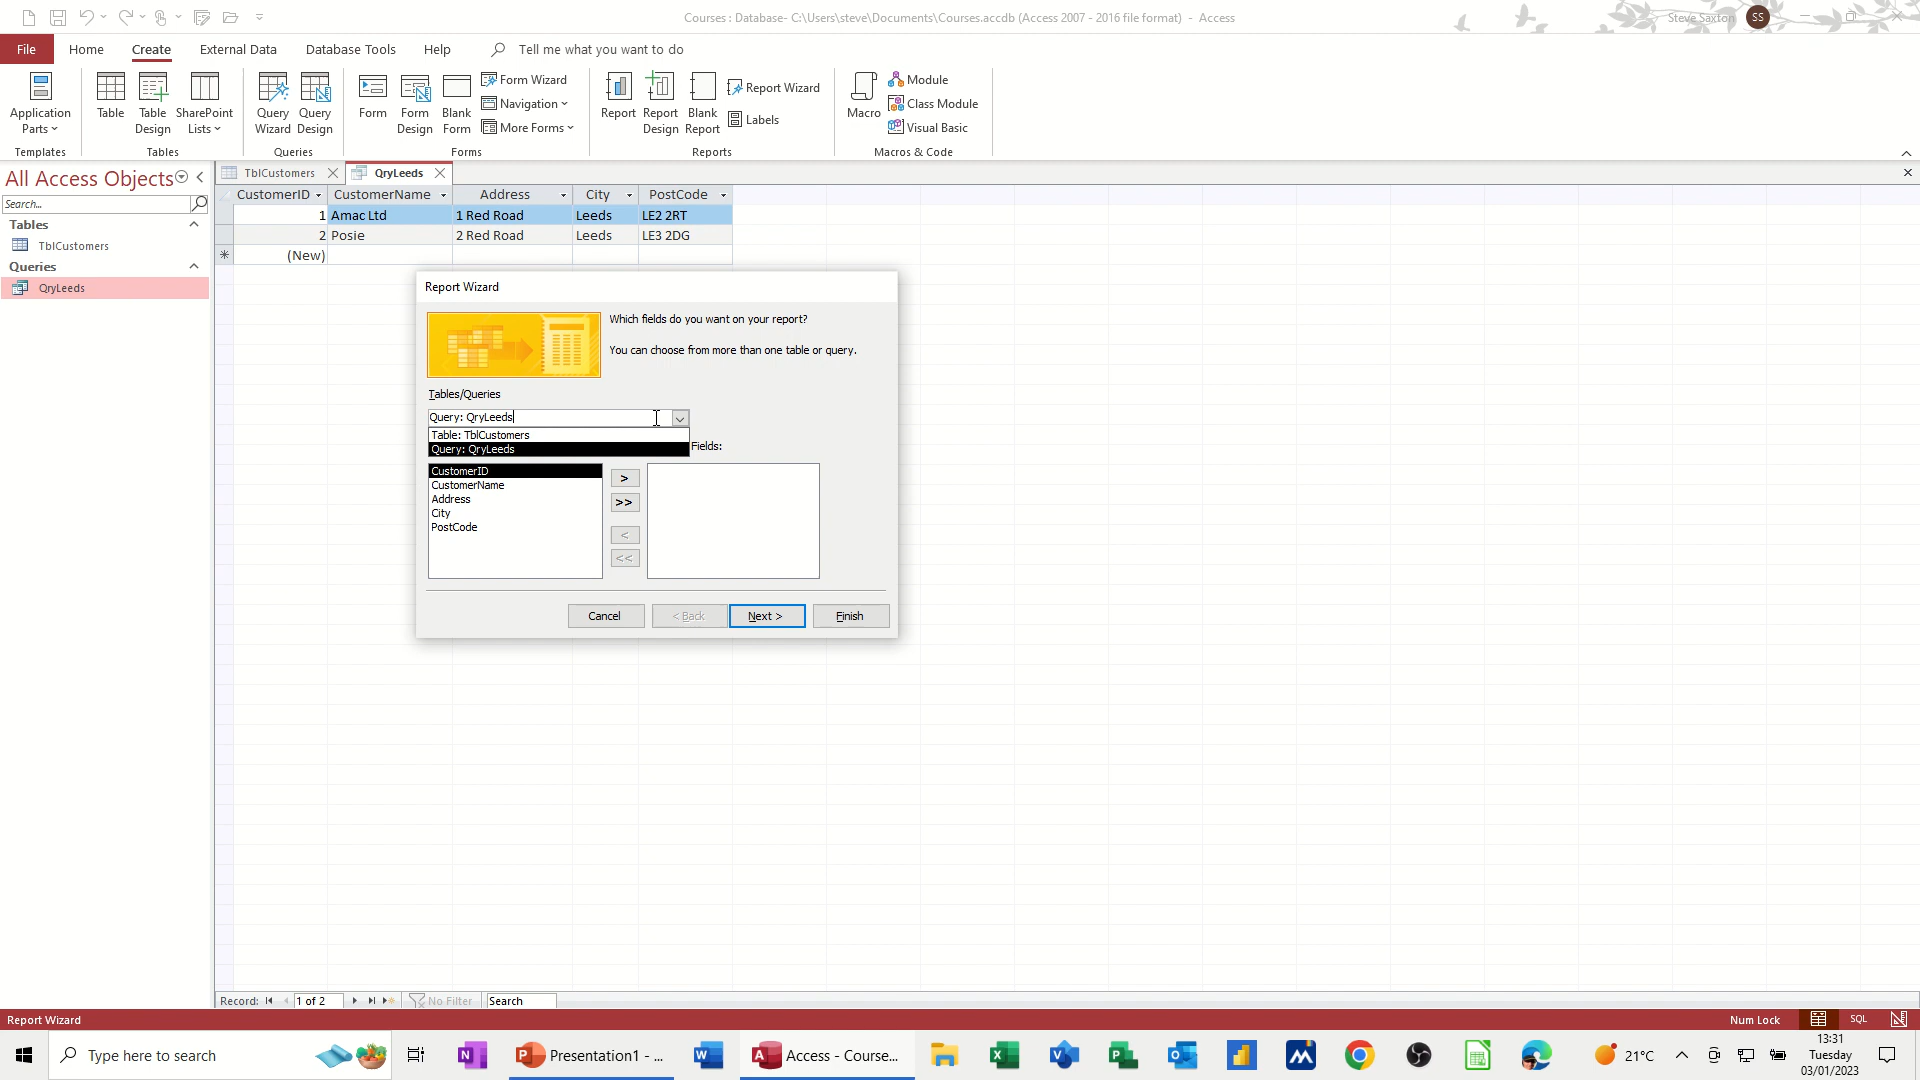 Courses : Database- C:\Users\steve\Documents\Courses.accdb (Access 2007 - 2016 file format) - Access
Steve Saxton
SS
File
Home
Create
External Data
Database Tools
Help
Tell me what you want to do
Application Parts
Table
Table Design
SharePoint Lists
Query Wizard
Query Design
Form
Form Design
Blank Form
Form Wizard
Navigation
More Forms
Report
Report Design
Blank Report
Report Wizard
Labels
Macro
Module
Class Module
Visual Basic
Templates
Tables
Queries
Forms
Reports
Macros & Code
All Access Objects
Search...
Tables
TblCustomers
Queries
QryLeeds
TblCustomers
QryLeeds
CustomerID CustomerName Address City PostCode
1 Amac Ltd 1 Red Road Leeds LE2 2RT
2 Posie 2 Red Road Leeds LE3 2DG
(New)
Report Wizard
Which fields do you want on your report?
You can choose from more than one table or query.
Tables/Queries
Query: QryLeeds
Table: TblCustomers
Query: QryLeeds
Fields:
CustomerID
CustomerName
Address
City
PostCode
>
>>
<
<<
Cancel
< Back
Next >
Finish
Record: 1 of 2 No Filter Search
Report Wizard
Num Lock
SQL
Type here to search
Presentation1 - ...
Access - Course...
21°C
13:31
Tuesday
03/01/2023